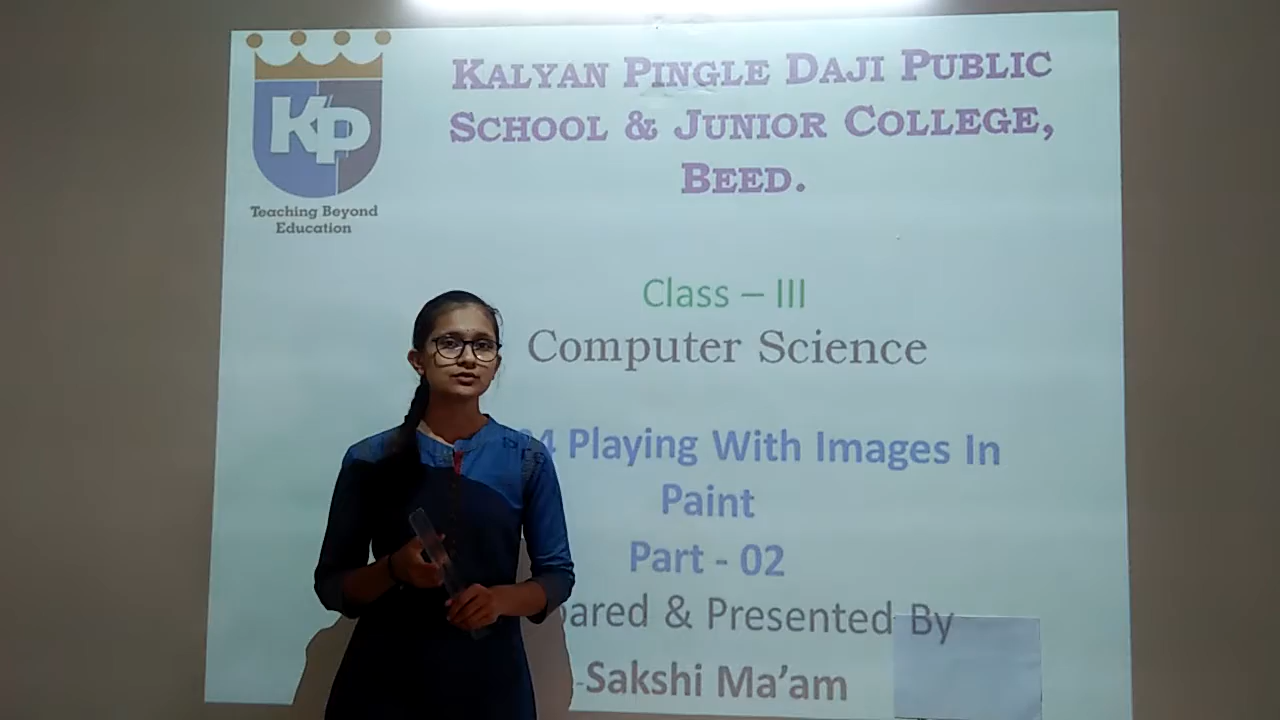 KP
Teaching Beyond
Education
KALYAN PINGLE DAJI PUBLIC
SCHOOL & JUNIOR COLLEGE,
BEED.
Class – III
Computer Science
4 Playing With Images In
Paint
Part - 02
& Presented By
-Sakshi Ma'am